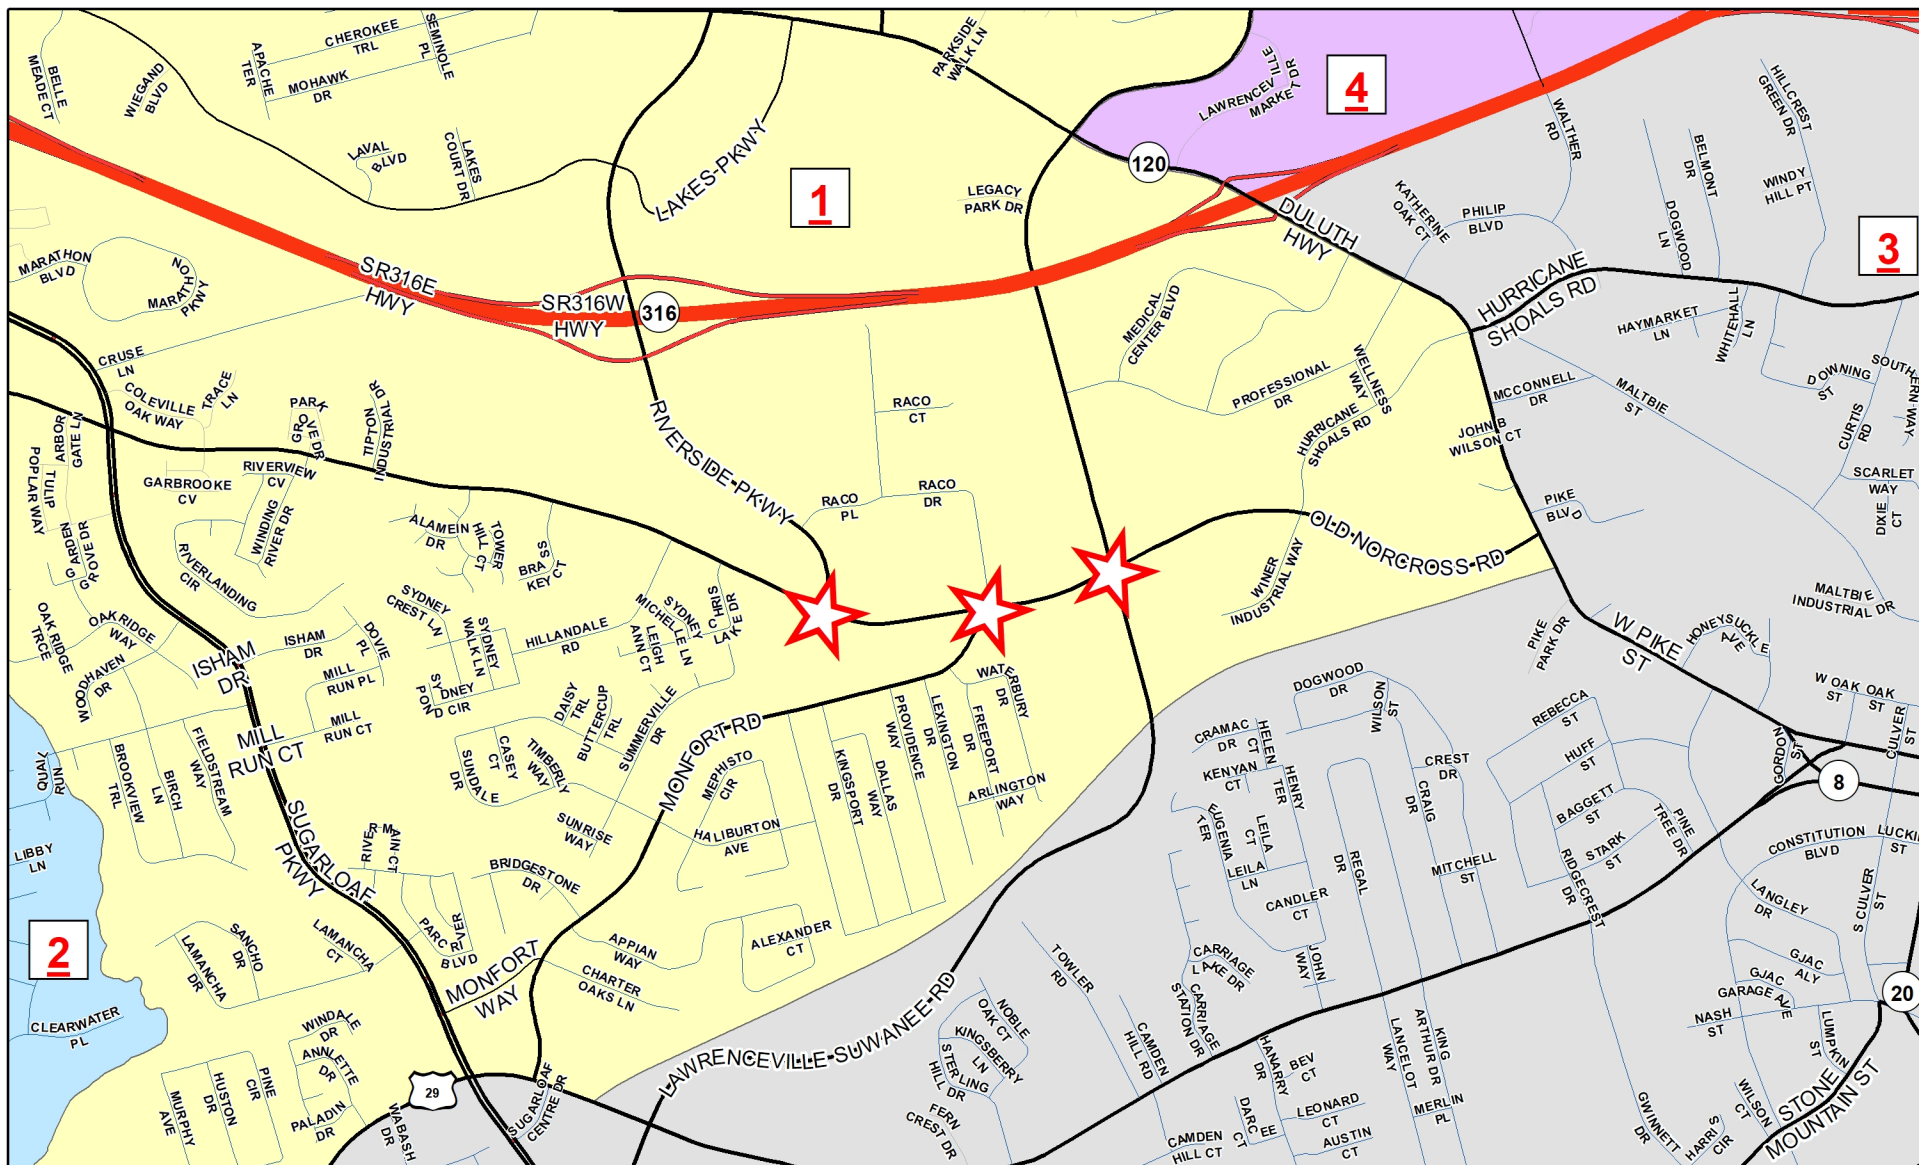 BELLE
MEADE CT
WIEGAND
BLVD
APACHE
TER
CHEROKEE
TRL
SEMINOLE
PL
MOHAWK
DR
LAVAL
BLVD
LAKES
COURT DR
LAKES PKWY
PARKSIDE
WALK LN
LAWRENCEVILLE
MARKET DR
4
120
1
LEGACY
PARK DR
DULUTH
HWY
KATHERINE
OAK CT
PHILIP
BLVD
WALTHER
RD
HILLCREST
GREEN DR
BELMONT
DR
WINDY
HILL PT
DOGWOOD
LN
3
MARATHON
BLVD
MARATHON
PKWY
SR316E
HWY
SR316W
HWY
316
MEDICAL
CENTER BLVD
HURRICANE
SHOALS RD
HAYMARKET
LN
WHITEHALL
LN
CRUSE
LN
COLEVILLE
OAK WAY
TRACE
LN
PARK
GROVE DR
TIPTON
INDUSTRIAL DR
RIVERSIDE PKWY
RACO
CT
PROFESSIONAL
DR
WELLNESS
WAY
HURRICANE
SHOALS RD
MCCONNELL
DR
MALTBIE
ST
DOWNING
ST
SOUTHERN WAY
CURTIS
RD
JOHN B
WILSON CT
ARBOR
GATE LN
TULIP
POPLAR WAY
GARBROOKE
CV
RIVERVIEW
CV
WINDING
RIVER DR
RACO
PL
RACO
DR
PIKE
BLVD
SCARLET
WAY
DIXIE
CT
GARDEN
GROVE DR
RIVERLANDING
CIR
ALAMEIN
DR
TOWER
HILL CT
BRASS
KEY CT
OLD NORCROSS RD
WINER
INDUSTRIAL WAY
MALTBIE
INDUSTRIAL DR
OAK RIDGE
TRCE
OAKRIDGE
WAY
WOODHAVEN
DR
ISHAM
DR
ISHAM
DR
DOVIE
PL
MILL
RUN PL
SYDNEY
CREST LN
SYDNEY
WALK LN
HILLANDALE
RD
SYDNEY
POND CIR
SYDNEY
MICHELLE LN
LEIGH
ANN CT
CHRIS
LAKE DR
PIKE
PARK DR
W PIKE
ST
HONEYSUCKLE
AVE
W OAK OAK
ST
CULVER
ST
MILL
RUN CT
MILL
RUN CT
DAISY
TRL
BUTTERCUP
TRL
SUMMERVILLE
DR
MONFORT RD
PROVIDENCE
WAY
LEXINGTON
DR
WATERBURY
DR
FREEPORT
DR
DOGWOOD
DR
WILSON
ST
REBECCA
ST
HUFF
ST
GORDON
ST
8
QUAY
RUN
BROOKVIEW
TRL
BIRCH
LN
FIELDSTREAM
WAY
SUNDALE
DR
CASEY
CT
TIMBERLY
WAY
SUNRISE
WAY
MEPHISTO
CIR
KINGSPORT
DR
DALLAS
WAY
ARLINGTON
WAY
CRAMAC
DR
HELEN
CT
KENYAN
CT
HENRY
TER
CREST
DR
CRAIG
DR
BAGGETT
ST
STARK
ST
PINE
TREE DR
CONSTITUTION
BLVD
SUGARLOAF
PKWY
LIBBY
LN
RIVERMAIN CT
BRIDGESTONE
DR
HALIBURTON
AVE
EUGENIA
TER
LEILA
CT
LEILA
LN
REGAL
DR
MITCHELL
ST
RIDGECREST
DR
LANGLEY
DR
S CULVER
ST
2
LAMANCHA
DR
SANCHO
DR
LAMANCHA
CT
PARC RIVER
BLVD
MONFORT
WAY
APPIAN
WAY
CHARTER
OAKS LN
ALEXANDER
CT
CANDLER
CT
JOHN
WAY
CARRIAGE
LAKE DR
CARRIAGE
STATION DR
TOWLER
RD
GJAC
ALY
GJAC
GARAGE AVE
NASH
ST
20
CLEARWATER
PL
WINDALE
DR
ANNLETTE
DR
PALADIN
DR
MURPHY
AVE
HUSTON
DR
PINE
CIR
29
WABASH
DR
SUGARLOAF
CENTRE DR
LAWRENCEVILLE SUWANEE RD
NOBLE
OAK CT
KINGSBERRY
LN
STERLING
HILL DR
FERN
CREST DR
CAMDEN
HILL RD
CAMDEN
HILL CT
HANARRY
DR
BEV
CT
DARCEE
CT
LEONARD
CT
AUSTIN
CT
LANCELOT
WAY
KING
ARTHUR DR
MERLIN
PL
GWINNETT
DR
HARRIS
CIR
WILSON
CT
LUMPKIN
ST
STONE
MOUNTAIN ST